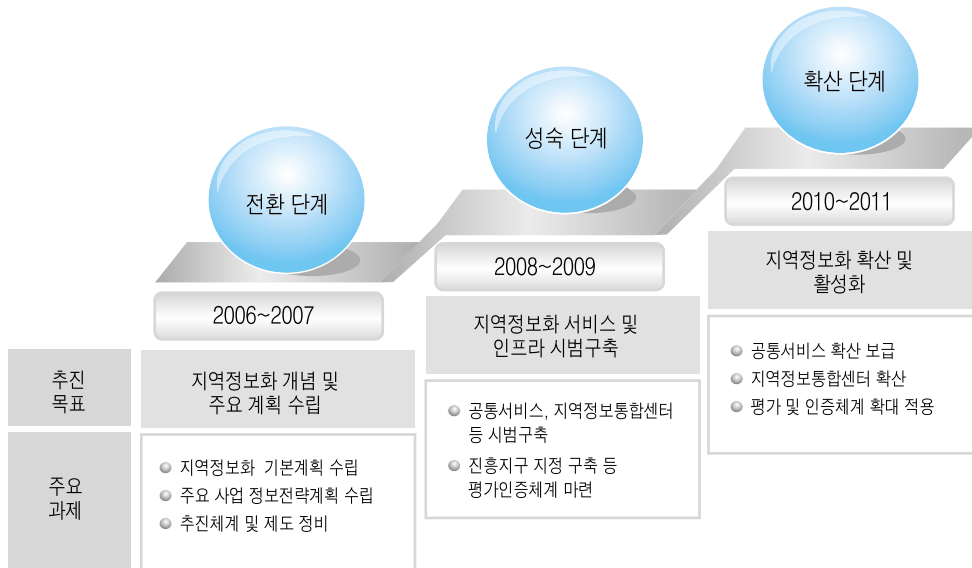 전환 단계
성숙 단계
확산 단계
2006~2007
2008~2009
2010~2011
추진
목표
지역정보화 개념 및
주요 계획 수립
지역정보화 서비스 및
인프라 시범구축
지역정보화 확산 및
활성화
주요
과제
지역정보화 기본계획 수립
주요 사업 정보전략계획 수립
추진체계 및 제도 정비
공통서비스, 지역정보통합센터
등 시범구축
진흥지구 지정 구축 등
평가인증체계 마련
공통서비스 확산 보급
지역정보통합센터 확산
평가 및 인증체계 확대 적용